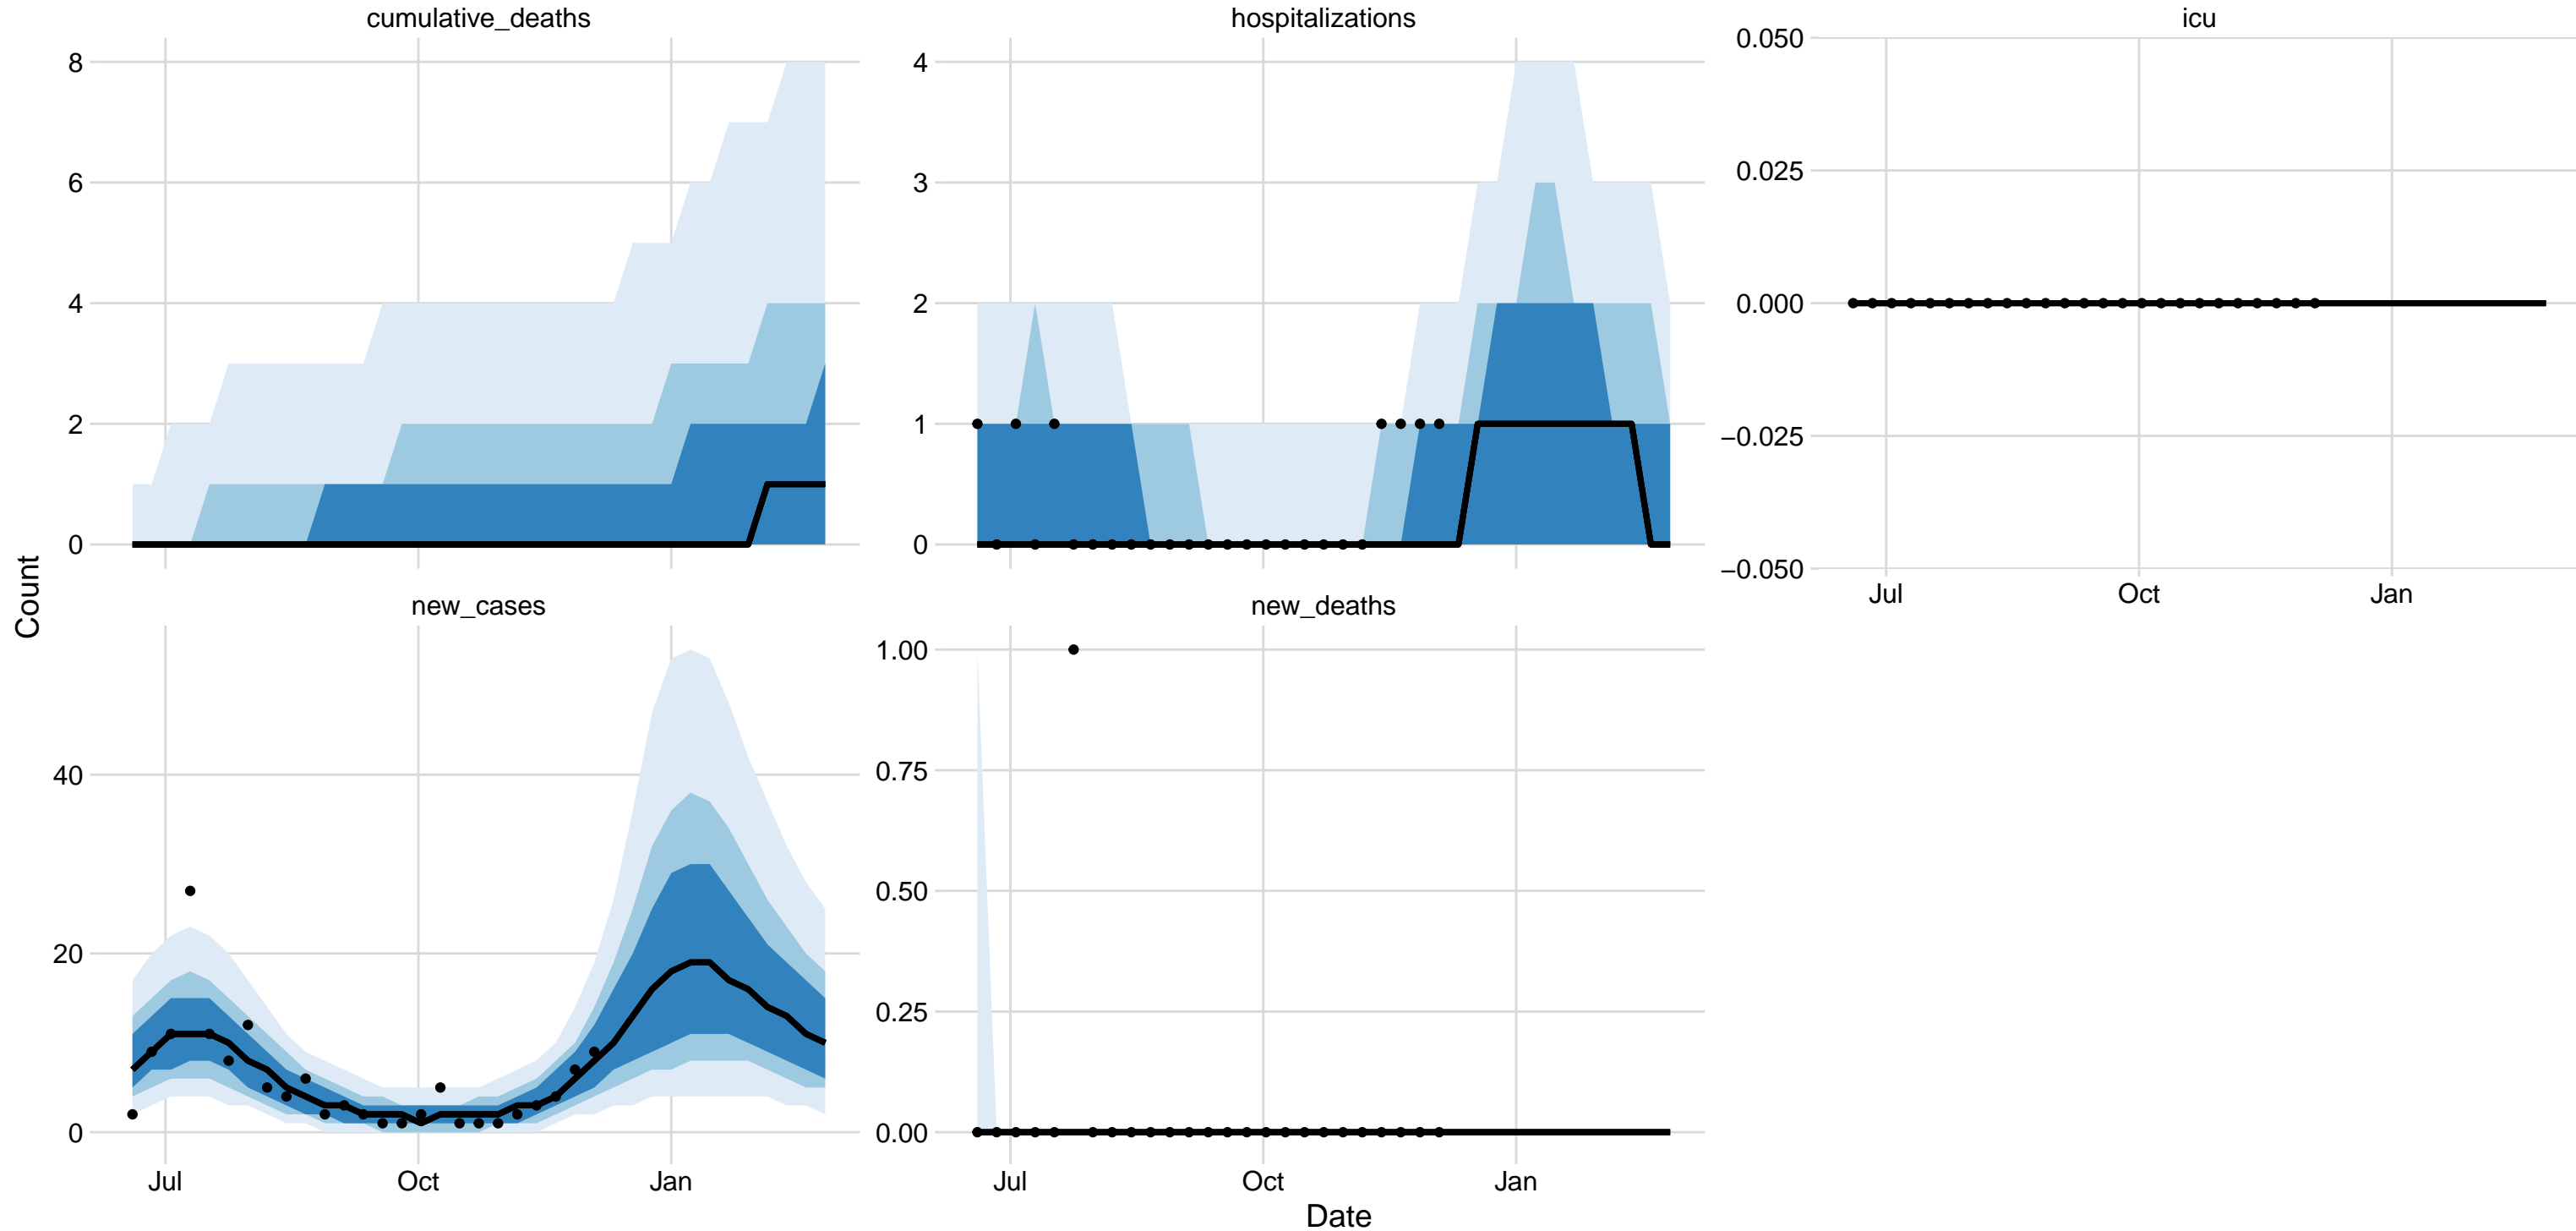 cumulative_deaths
8
6
4
2
0
hospitalizations
4
3
2
1
0
icu
0.050
0.025
0.000
−0.025
−0.050
Jul
Oct
Jan
Count
new_cases
40
20
0
Jul
Oct
Jan
new_deaths
1.00
0.75
0.50
0.25
0.00
Jul
Oct
Jan
Date